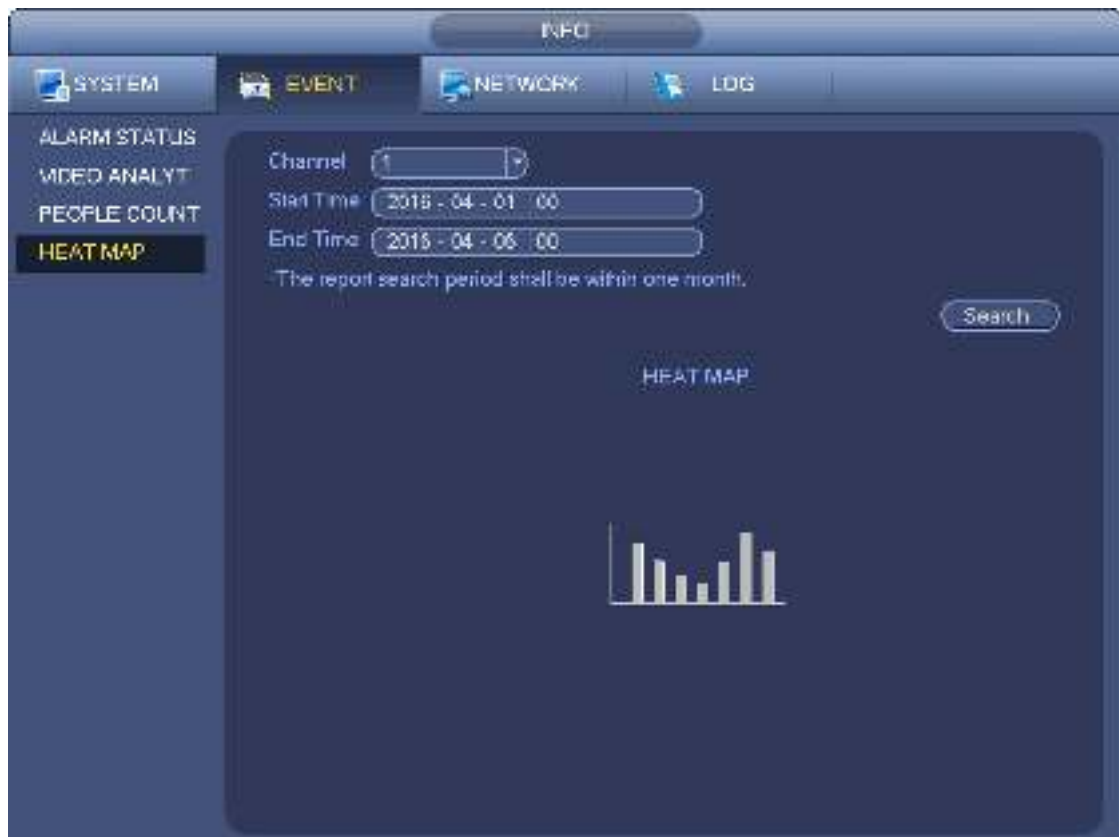 INFO
SYSTEM EVENT NETWORK LOG
ALARM STATUS
VIDEO ANALYT
PEOPLE COUNT
HEAT MAP
Channel 1
Start Time 2016 - 04 - 01 00
End Time 2016 - 04 - 06 00
The report search period shall be within one month.
Search
HEAT MAP